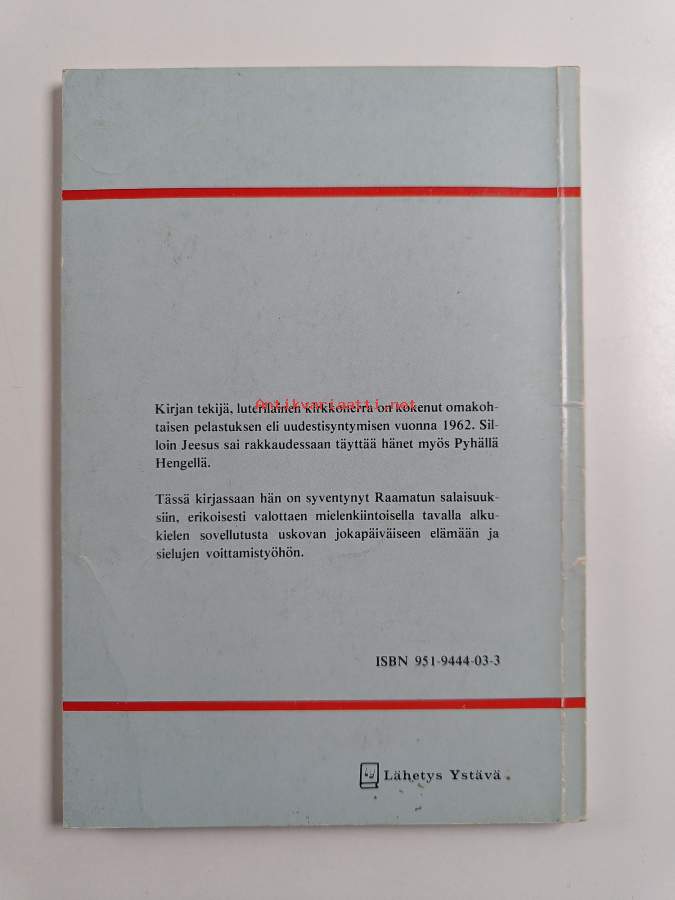 Kirjan tekijä, luterilainen kirkkoherra on kokenut omakoh-
Antikvariaatti.net
taisen pelastuksen eli uudestisyntymisen vuonna 1962. Sil-
loin Jeesus sai rakkaudessaan täyttää hänet myös Pyhällä
Hengellä.
Tässä kirjassaan hän on syventynyt Raamatun salaisuuk-
siin, erikoisesti valottaen mielenkiintoisella tavalla alku-
kielen sovellutusta uskovan jokapäiväiseen elämään ja
sielujen voittamistyöhön.
ISBN 951-9444-03-3
Lähetys Ystävä